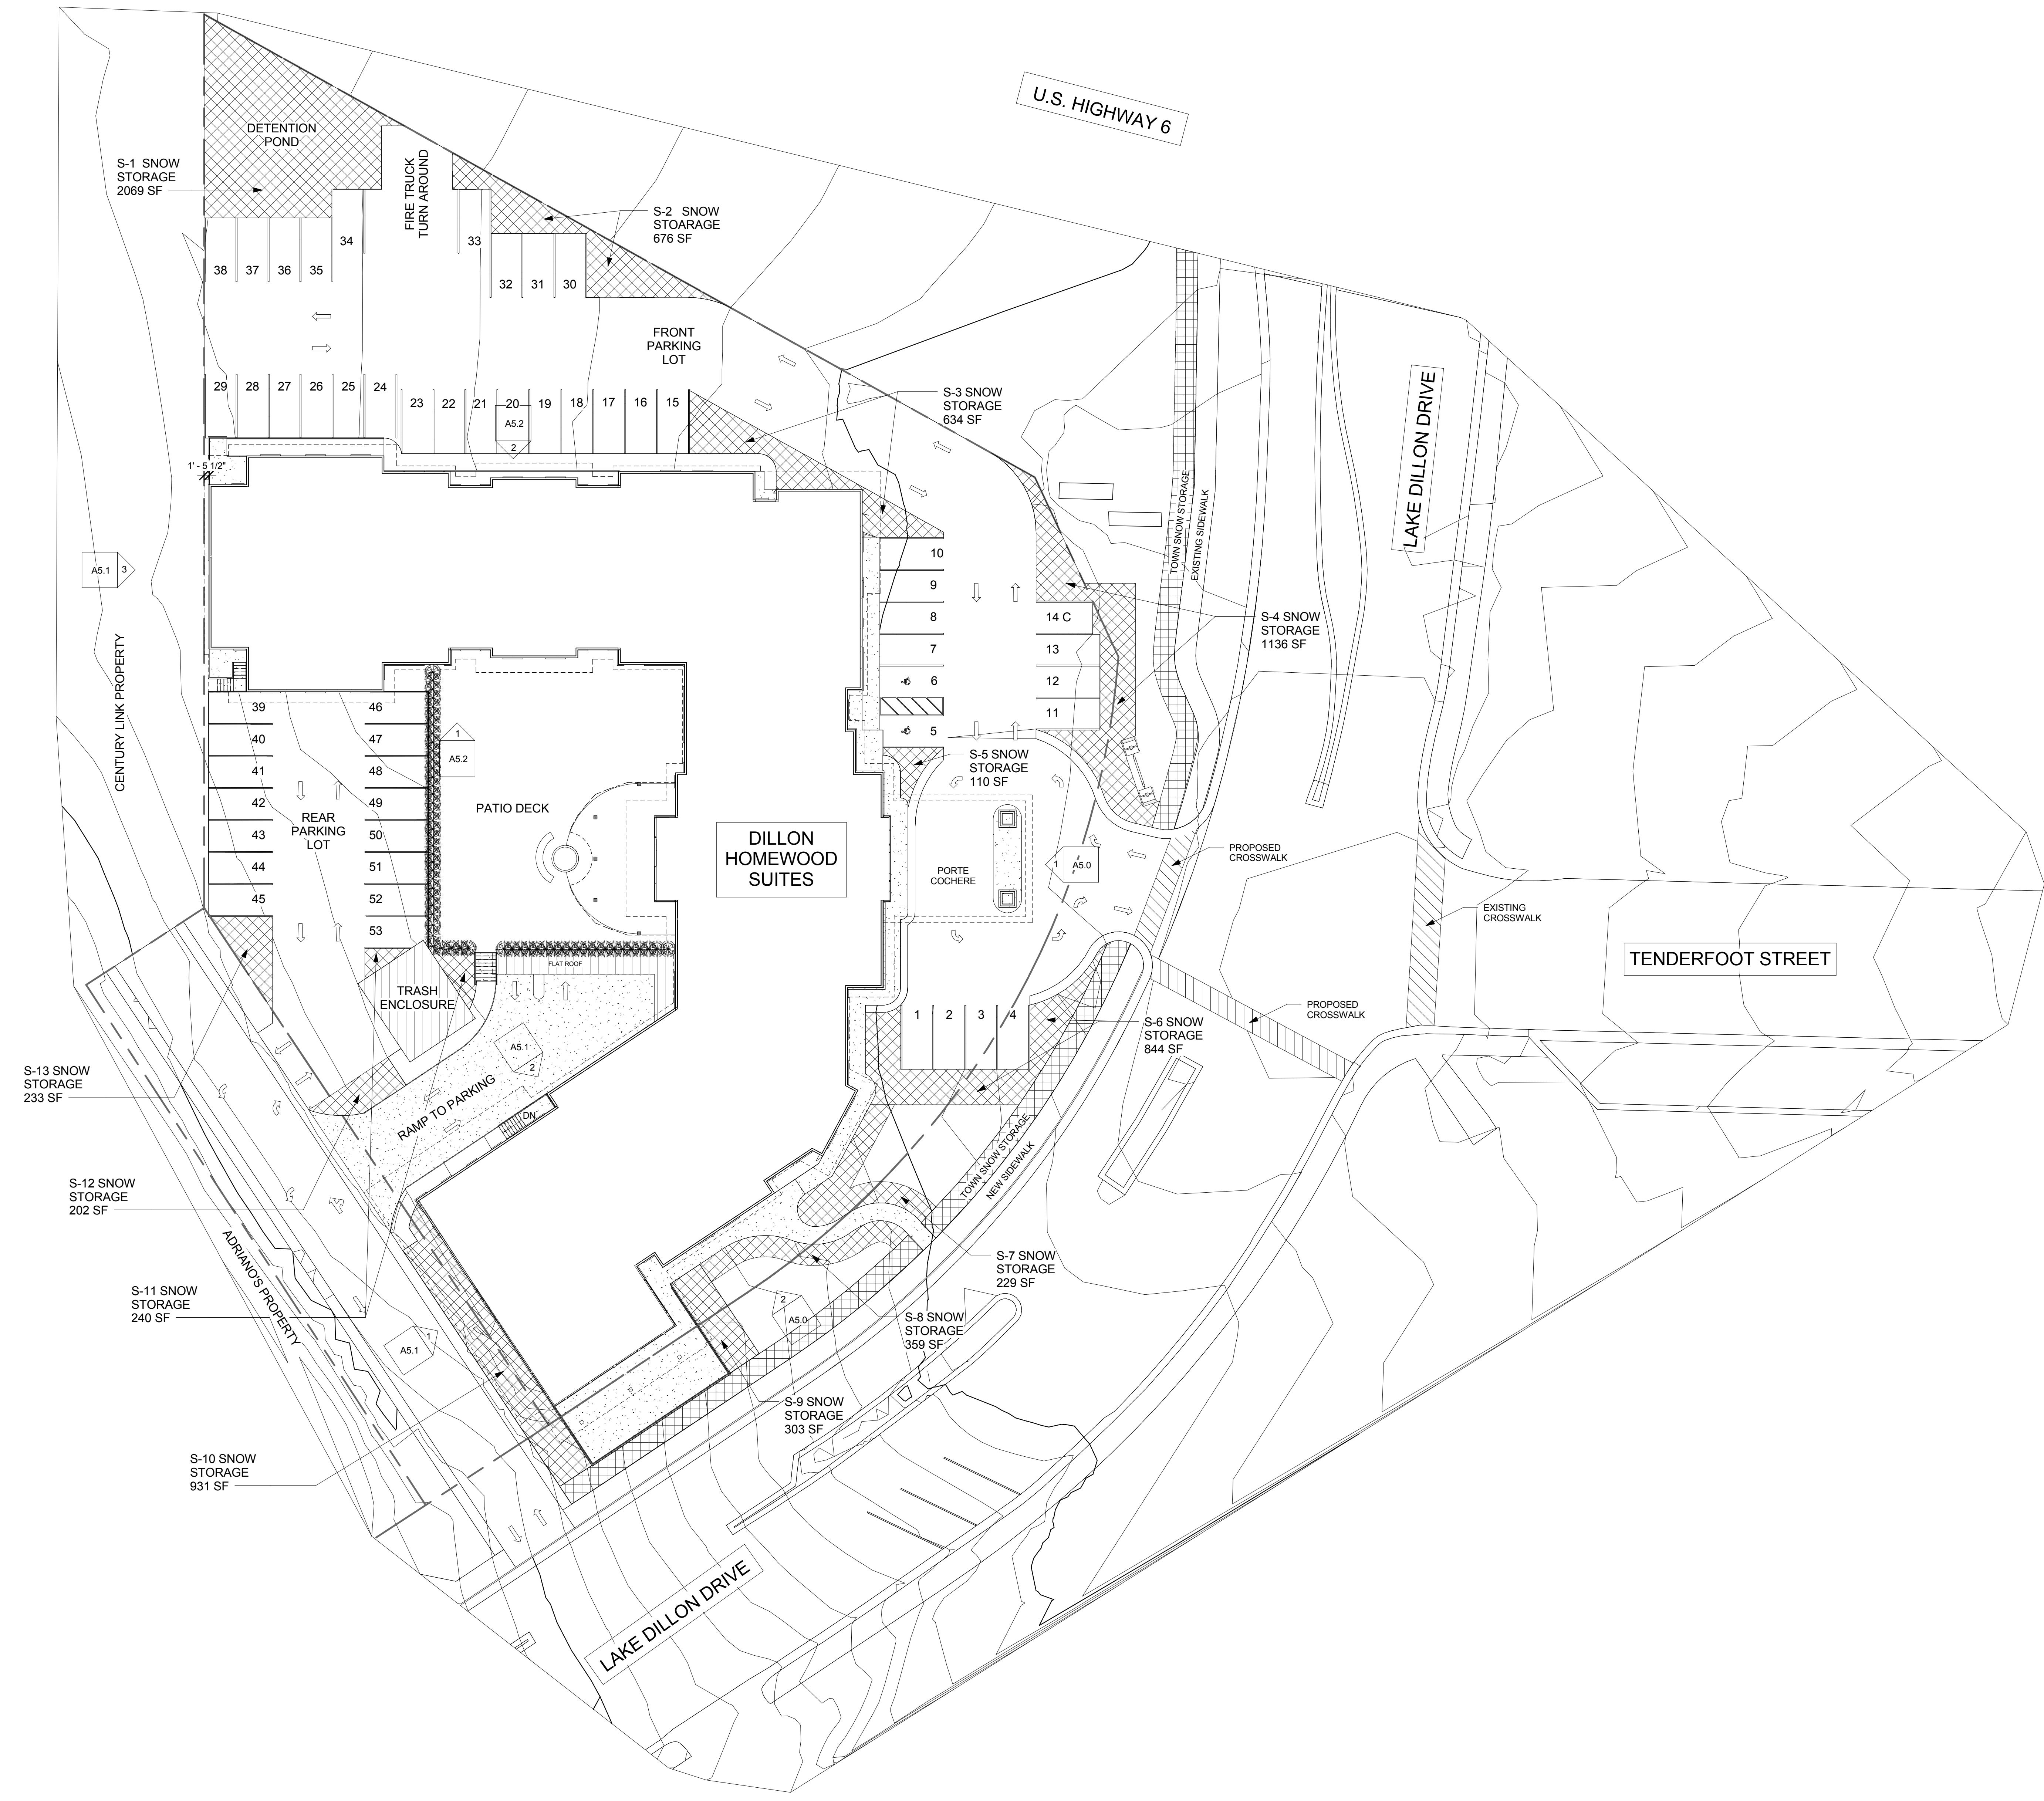 U.S. HIGHWAY 6
DETENTION
POND
S-1 SNOW
STORAGE
2069 SF
FIRE TRUCK
TURN AROUND
S-2 SNOW
STOARAGE
676 SF
34
33
38
37
36
35
32
31
30
FRONT
PARKING
LOT
29
28
27
26
25
24
23
22
21
20
19
18
17
16
15
A5.2
2
S-3 SNOW
STORAGE
634 SF
LAKE DILLON DRIVE
1' - 5 1/2"
TOWN SNOW STORAGE
EXISTING SIDEWALK
A5.1
3
10
9
8
7
6
5
14 C
13
12
11
S-4 SNOW
STORAGE
1136 SF
CENTURY LINK PROPERTY
39
40
41
42
43
44
45
46
47
48
49
50
51
52
53
REAR
PARKING
LOT
1
A5.2
PATIO DECK
S-5 SNOW
STORAGE
110 SF
DILLON
HOMEWOOD
SUITES
PORTE
COCHERE
1
A5.0
PROPOSED
CROSSWALK
EXISTING
CROSSWALK
TENDERFOOT STREET
FLAT ROOF
TRASH
ENCLOSURE
PROPOSED
CROSSWALK
1
2
3
4
S-6 SNOW
STORAGE
844 SF
A5.1
2
S-13 SNOW
STORAGE
233 SF
RAMP TO PARKING
DN
TOWN SNOW STORAGE
NEW SIDEWALK
S-12 SNOW
STORAGE
202 SF
ADRIANO'S PROPERTY
S-7 SNOW
STORAGE
229 SF
S-11 SNOW
STORAGE
240 SF
2
A5.0
S-8 SNOW
STORAGE
359 SF
A5.1
1
S-9 SNOW
STORAGE
303 SF
S-10 SNOW
STORAGE
931 SF
LAKE DILLON DRIVE